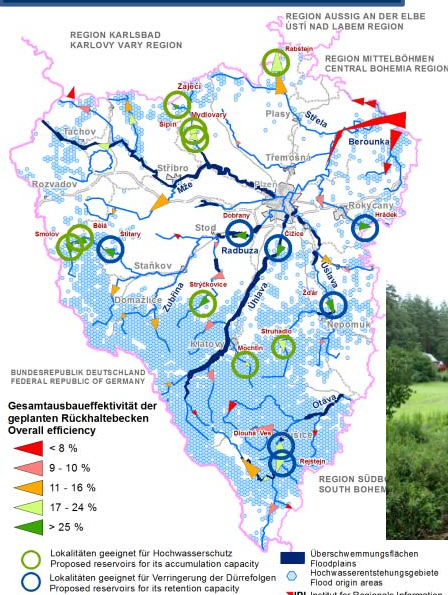 REGION AUSSIG AN DER ELBE
ÚSTÍ NAD LABEM REGION
REGION KARLSBAD
KARLOVY VARY REGION
Rabštejn
REGION MITTELBÖHMEN
CENTRAL BOHEMIA REGION
Zaječí
Mydlovary
Šipín
Plasy
Střela
Tachov
Berounka
Třemošná
Stříbro
Mže
Plzeň
Rozvadov
Rokycany
Hrádek
Dobřany
Čižice
Bělá
Smolov
Štítary
Stod
Radbuza
Staňkov
Úslava
Strýčkovice
Zubřina
Úhlava
Žďár
Domažlice
Nepomuk
Struhadlo
Klatovy
Mochtín
BUNDESREPUBLIK DEUTSCHLAND
FEDERAL REPUBLIC OF GERMANY
Otava
Gesamtausbaueffektivität der
geplanten Rückhaltebecken
Overall efficiency
Dlouhá Ves
Rejštejn
REGION SÜDB
SOUTH BOHEM
< 8 %
9 - 10 %
11 - 16 %
17 - 24 %
> 25 %
Lokalitäten geeignet für Hochwasserschutz
Proposed reservoirs for its accumulation capacity
Lokalitäten geeignet für Verringerung der Dürrefolgen
Proposed reservoirs for its retention capacity
Überschwemmungsflächen
Floodplains
Hochwasserentstehungsgebiete
Flood origin areas
Institut for Regionale Information